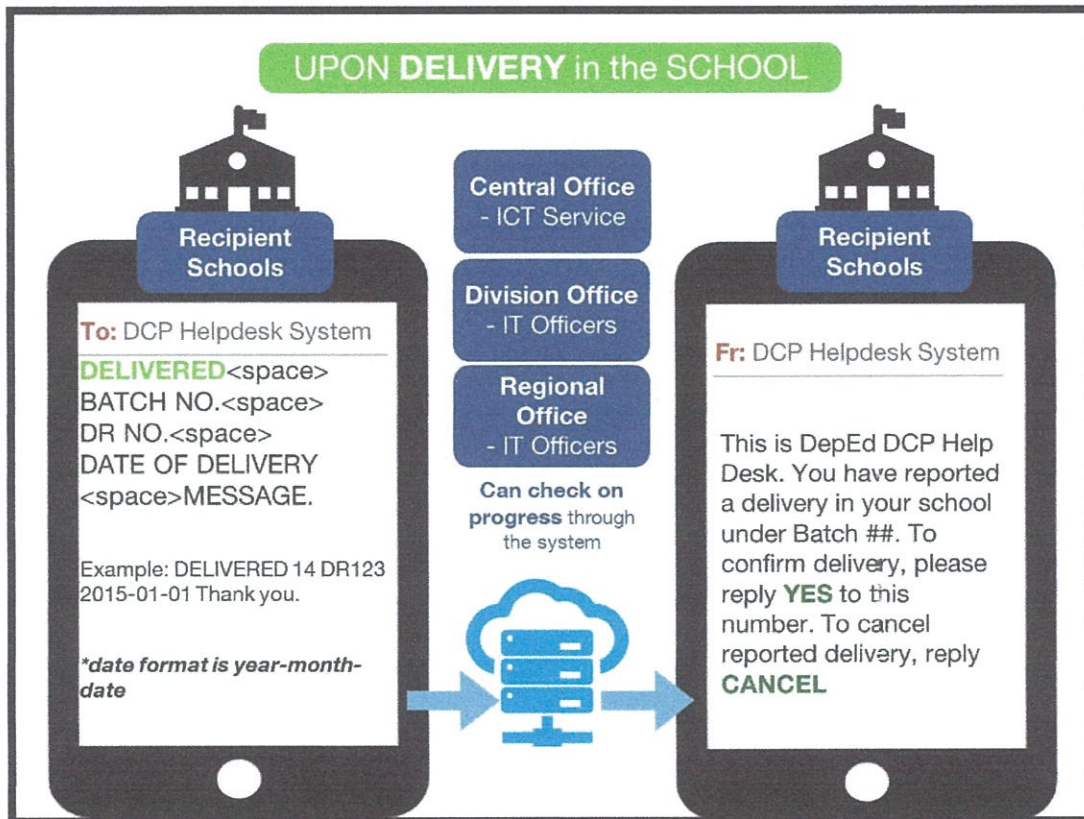 UPON DELIVERY in the SCHOOL
Recipient
Schools
To: DCP Helpdesk System
DELIVERED<space>
BATCH NO.<space>
DR NO.<space>
DATE OF DELIVERY
<space>MESSAGE.
Example: DELIVERED 14 DR123
2015-01-01 Thank you.
*date format is year-month-
date
Central Office
- ICT Service
Division Office
- IT Officers
Regional
Office
- IT Officers
Can check on
progress through
the system
Recipient
Schools
Fr: DCP Helpdesk System
This is DepEd DCP Help
Desk. You have reported
a delivery in your school
under Batch ##. To
confirm delivery, please
reply YES to this
number. To cancel
reported delivery, reply
CANCEL